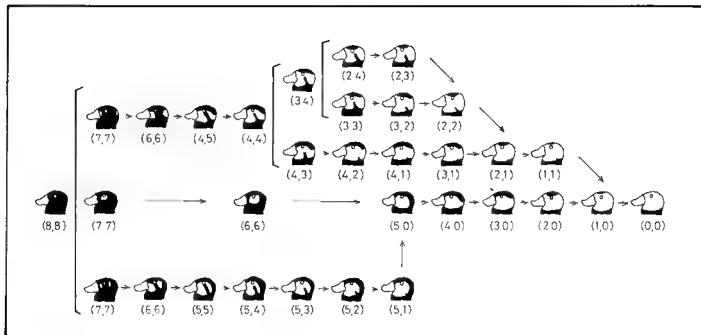 (2 4) (2,3)
(3 4)
(3 3) (3,2) (2,2)
(7,7) (6,6) (4,5) (4,4)
(4,3) (4,2) (4,1) (3,1) (2,1) (1,1)
(8,8) (7 7) (6,6) (5 0) (4 0) (3 0) (2 0) (1,0) (0,0)
(7,7) (6,6) (5,5) (5,4) (5,3) (5,2) (5,1)